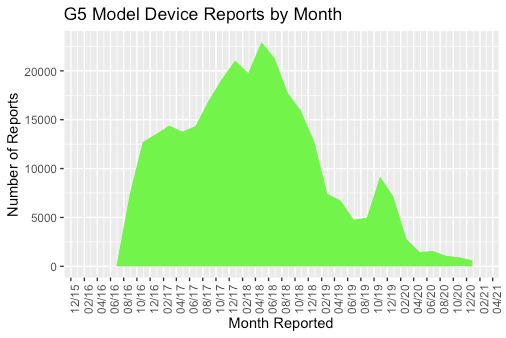 G5 Model Device Reports by Month
Number of Reports
20000
15000
10000
5000
0
12/15 02/16 04/16 06/16 08/16 10/16 12/16 02/17 04/17 06/17 08/17 10/17 12/17 02/18 04/18 06/18 08/18 10/18 12/18 02/19 04/19 06/19 08/19 10/19 12/19 02/20 04/20 06/20 08/20 10/20 12/20 02/21 04/21
Month Reported